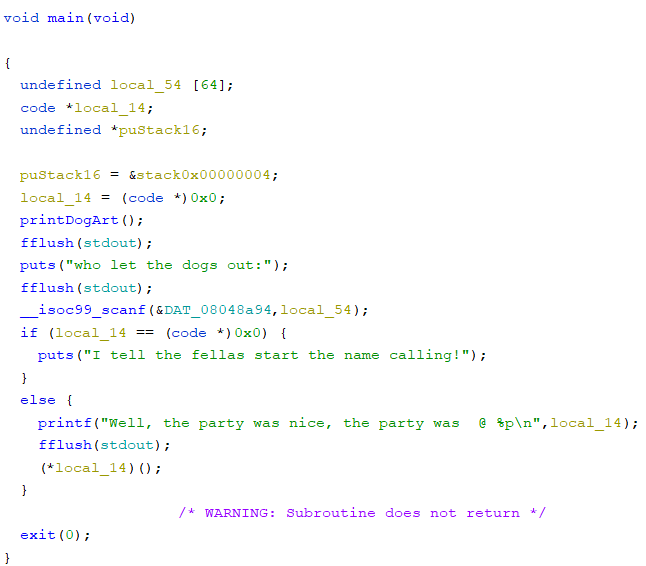 void main(void)
{
undefined local_54 [64];
code *local_14;
undefined *puStack16;
puStack16 = &stack0x00000004;
local_14 = (code *)0x0;
printDogArt();
fflush(stdout);
puts("who let the dogs out:");
fflush(stdout);
__isoc99_scanf(&DAT_08048a94,local_54);
if (local_14 == (code *)0x0) {
puts("I tell the fellas start the name calling!");
}
else {
printf("Well, the party was nice, the party was  @ %p\n",local_14);
fflush(stdout);
(*local_14)();
}
/* WARNING: Subroutine does not return */
exit(0);
}